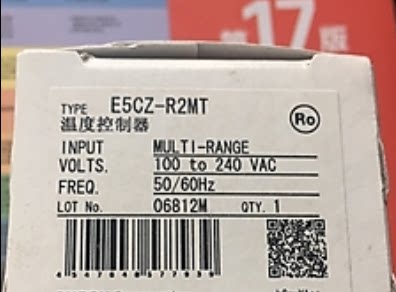 17版
TYPE E5CZ-R2MT
温度控制器
Ro
INPUT MULTI-RANGE
VOLTS. 100 to 240 VAC
FREQ. 50/60Hz
LOT No. 06812M QTY. 1